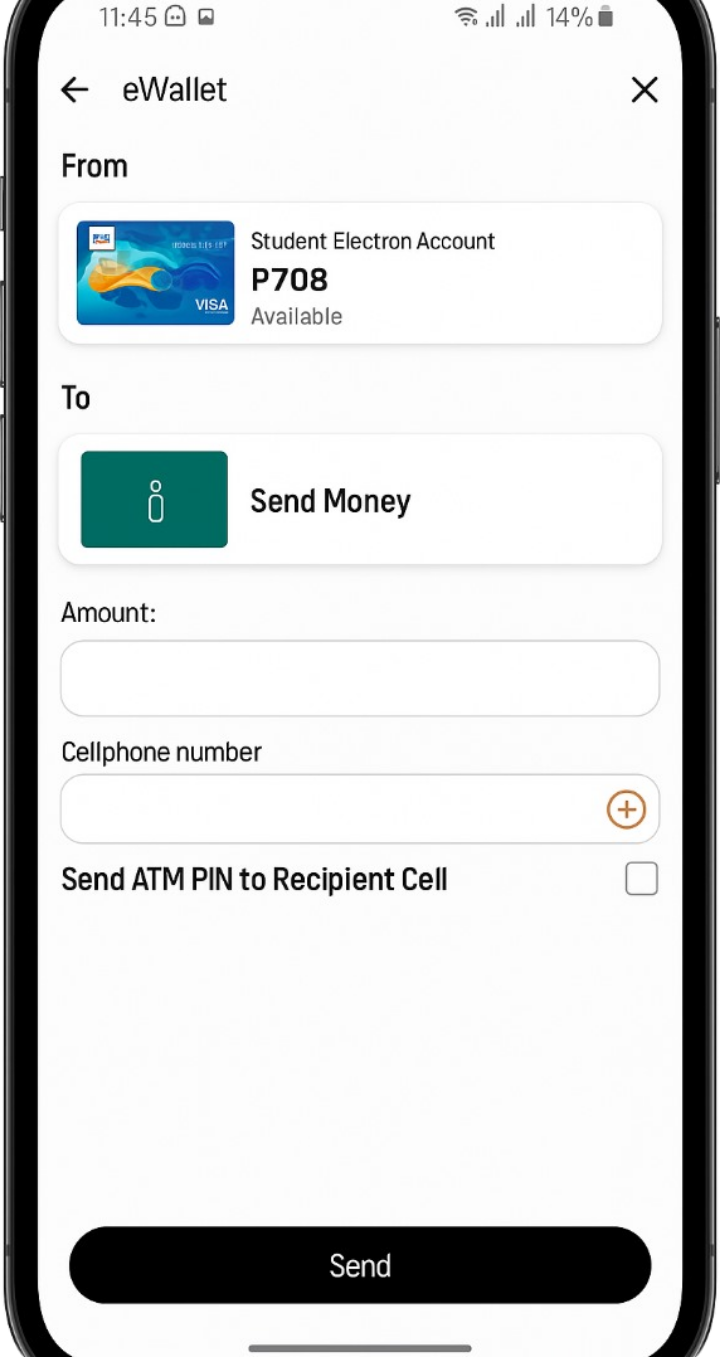 11:45 14%
eWallet
From
Student Electron Account
P708
Available
VISA
To
Send Money
Amount:
Cellphone number
Send ATM PIN to Recipient Cell
Send